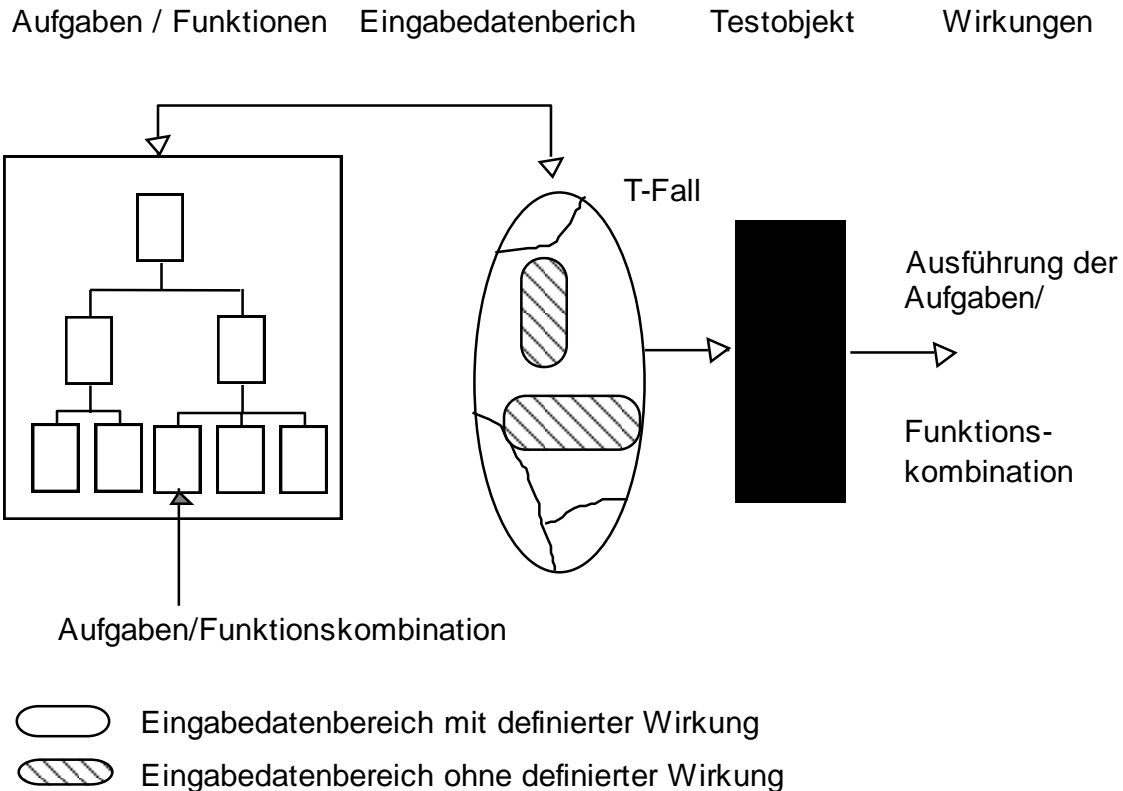 Aufgaben / Funktionen Eingabedatenberich Testobjekt Wirkungen
T-Fall
Ausführung der
Aufgaben/
Funktions-
kombination
Aufgaben/Funktionskombination
Eingabedatenbereich mit definierter Wirkung
Eingabedatenbereich ohne definierter Wirkung